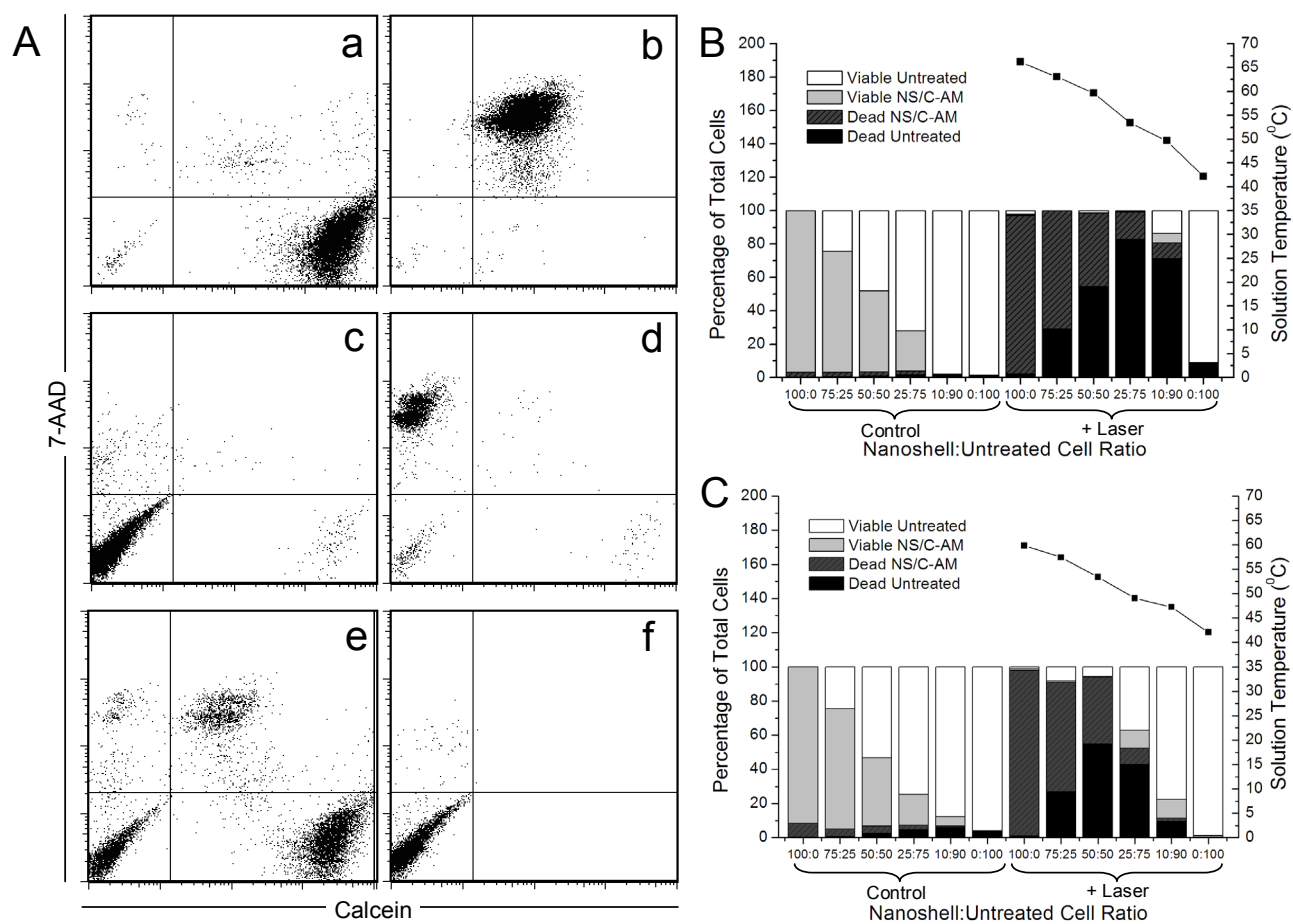 A
7-AAD
a
b
c
d
e
f
Calcein
B
Percentage of Total Cells
200
180
160
140
120
100
80
60
40
20
0
Viable Untreated
Viable NS/C-AM
Dead NS/C-AM
Dead Untreated
70
65
60
55
50
45
40
35
30
25
20
15
10
5
0
Solution Temperature (⁰C)
100:0 75:25 50:50 25:75 10:90 0:100 100:0 75:25 50:50 25:75 10:90 0:100
Control + Laser
Nanoshell:Untreated Cell Ratio
C
Percentage of Total Cells
200
180
160
140
120
100
80
60
40
20
0
Viable Untreated
Viable NS/C-AM
Dead NS/C-AM
Dead Untreated
70
65
60
55
50
45
40
35
30
25
20
15
10
5
0
Solution Temperature (⁰C)
100:0 75:25 50:50 25:75 10:90 0:100 100:0 75:25 50:50 25:75 10:90 0:100
Control + Laser
Nanoshell:Untreated Cell Ratio